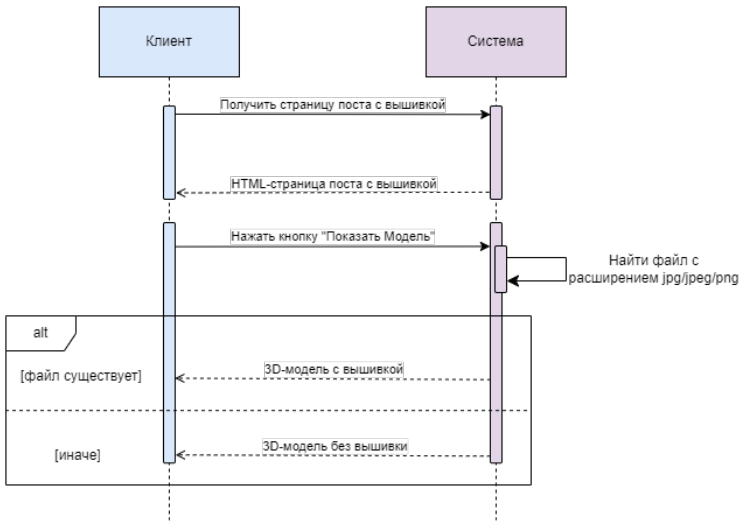 Клиент
Система
Получить страницу поста с вышивкой
HTML-страница поста с вышивкой
Нажать кнопку "Показать Модель"
Найти файл с
расширением jpg/jpeg/png
alt
[файл существует]
3D-модель с вышивкой
[иначе]
3D-модель без вышивки